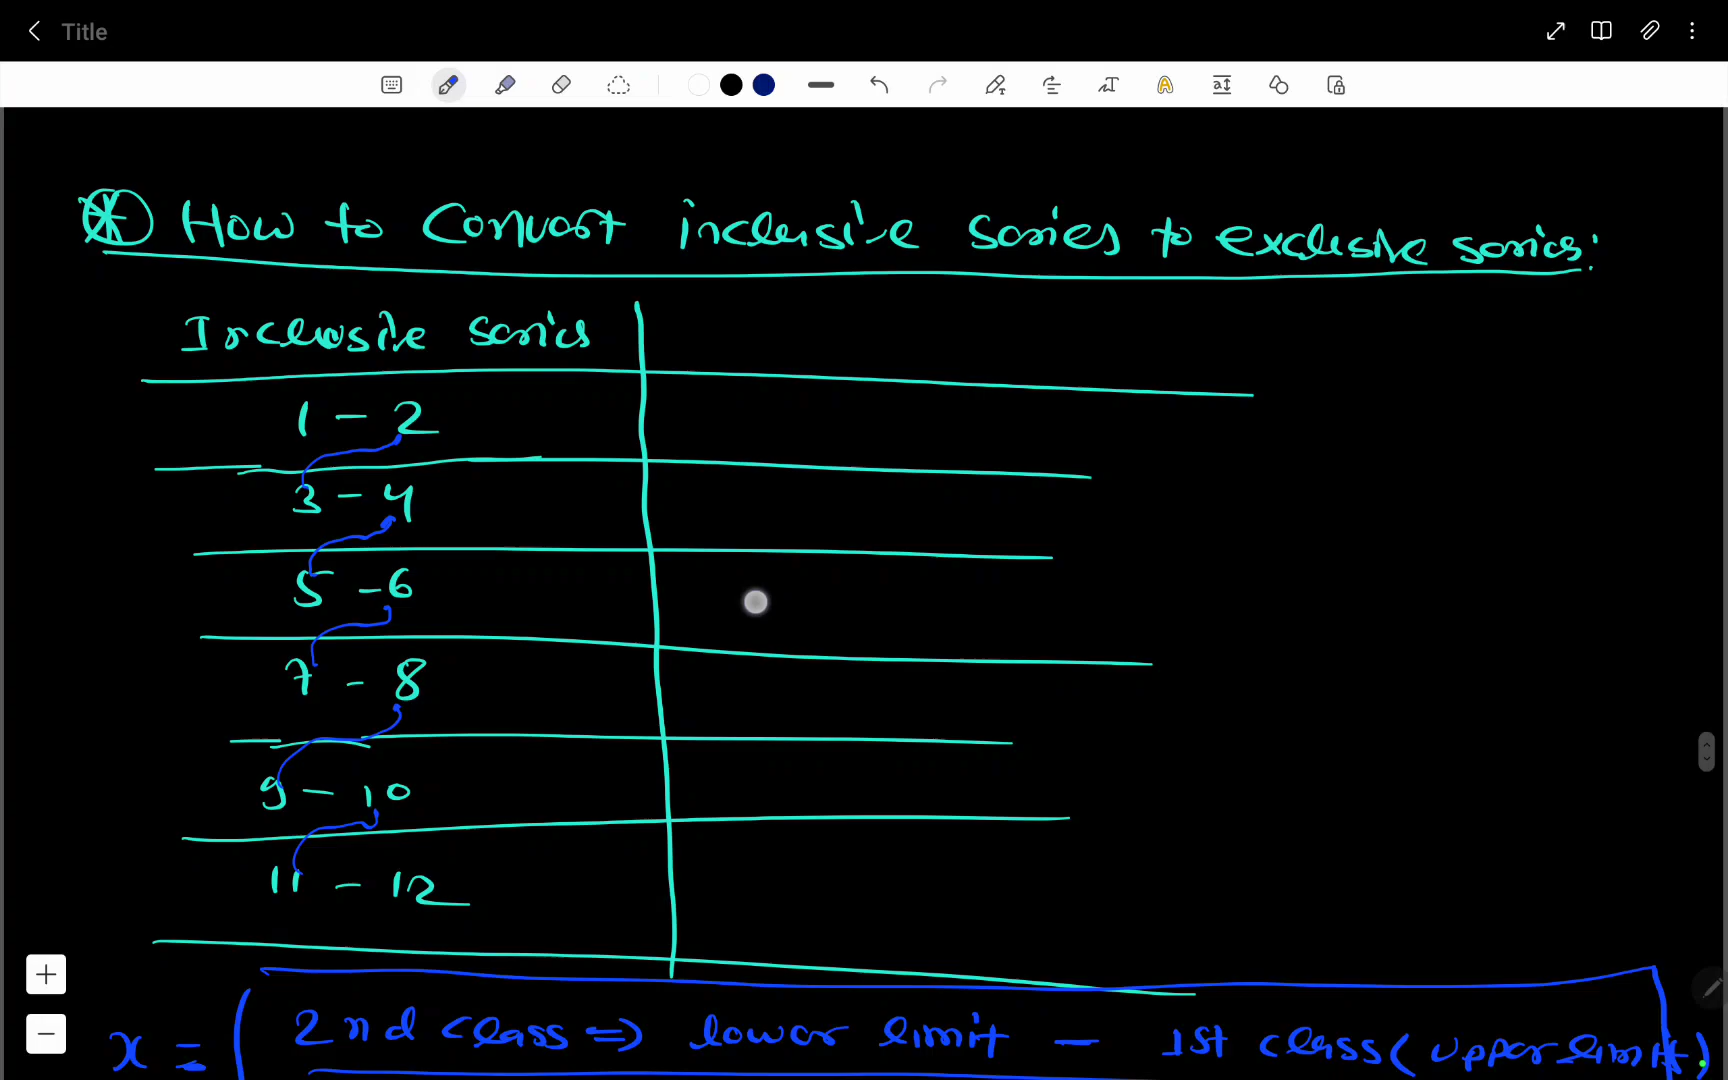 Title
How to Convert inclusive series to exclusive series:
Inclusive series
1 - 2
3 - 4
5 - 6
7 - 8
9 - 10
11 - 12
x = ( 2nd class => lower limit - 1st class (upper limit)